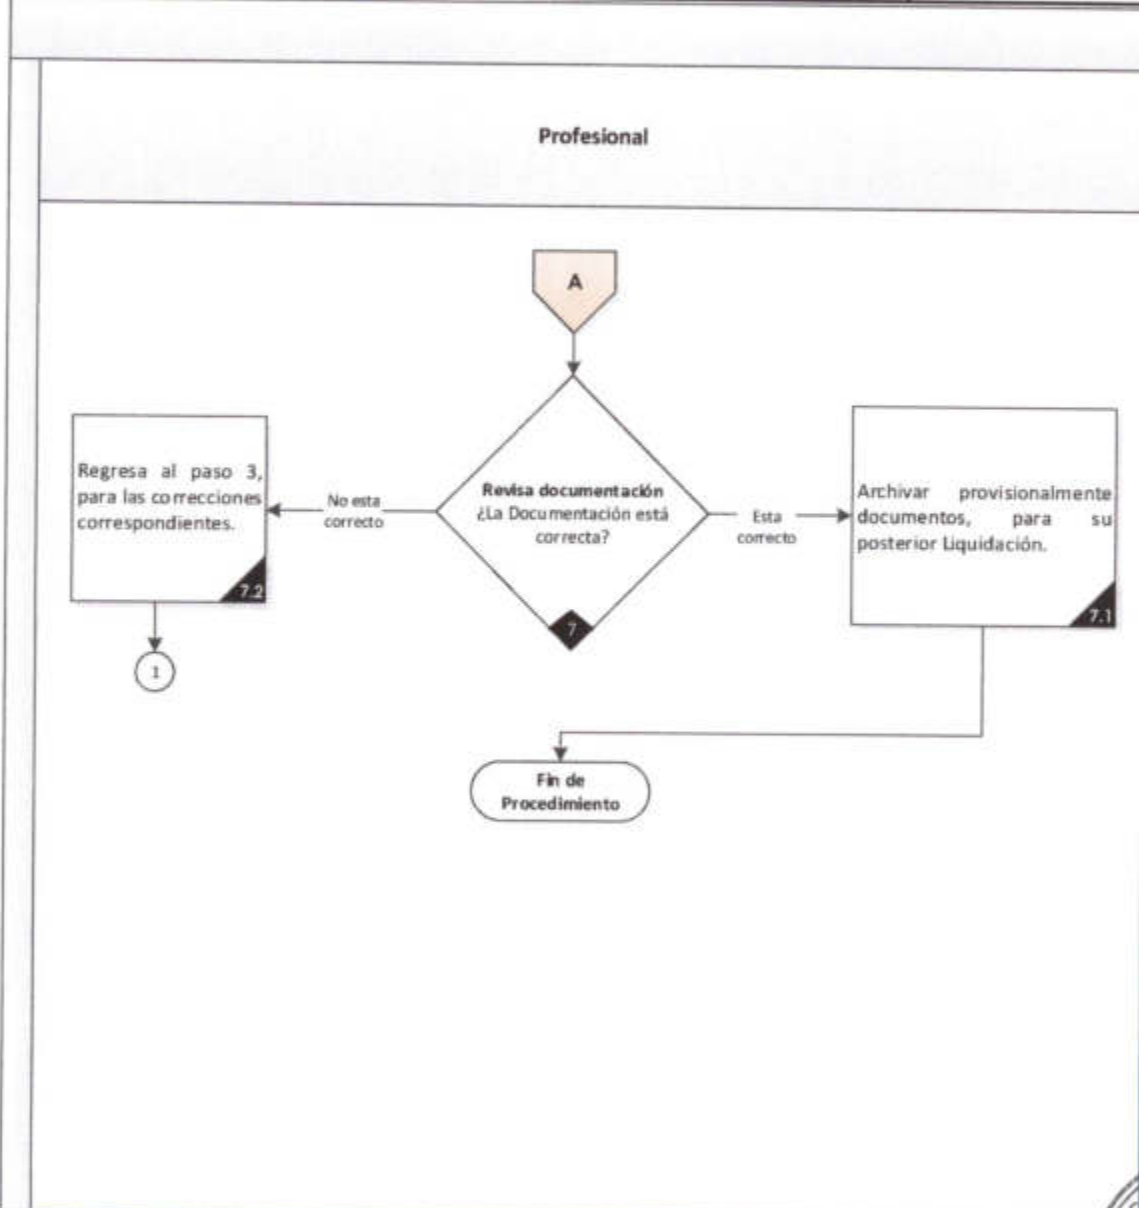 Profesional
A
Regresa al paso 3,
para las correcciones
correspondientes.
7.2
No esta
correcto
Revisa documentación
¿La Documentación está
correcta?
7
Esta
correcto
Archivar provisionalmente
documentos, para su
posterior Liquidación.
7.1
1
Fin de
Procedimiento